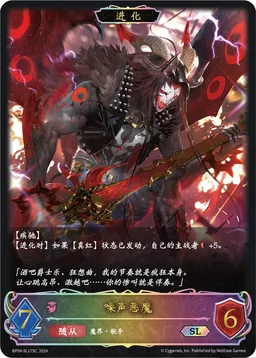 进化
【疾驰】
【进化时】如果【真红】状态已发动，自己的主战者+5。
「酒吧爵士乐、狂想曲，我的节奏就是疯狂本身。
让心跳高昂、激越吧……你的惨叫就是伴奏。」
噪声恶魔
7
随从
魔界·歌手
SL
6
BP04-SL17SC 2024
© Cygames, Inc. Published by NetEase Games